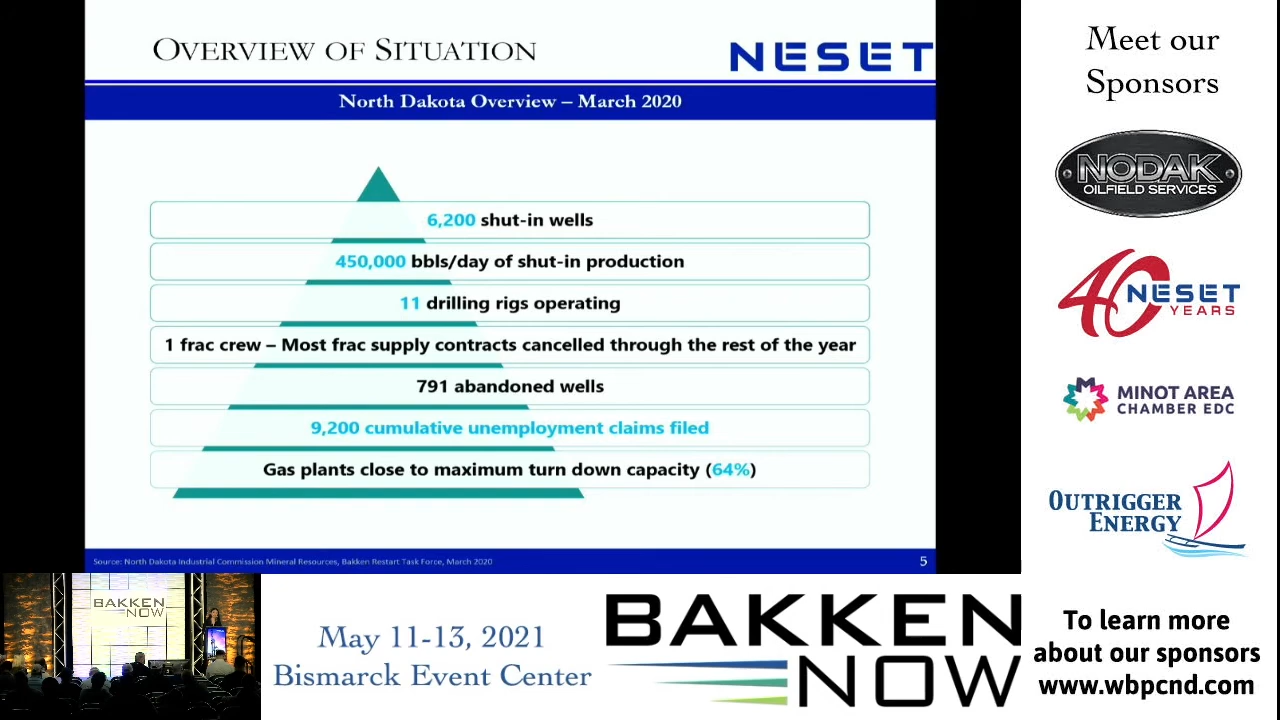 OVERVIEW OF SITUATION
NESET
North Dakota Overview – March 2020
6,200 shut-in wells
450,000 bbls/day of shut-in production
11 drilling rigs operating
1 frac crew – Most frac supply contracts cancelled through the rest of the year
791 abandoned wells
9,200 cumulative unemployment claims filed
Gas plants close to maximum turn down capacity (64%)
Source: North Dakota Industrial Commission Mineral Resources, Bakken Restart Task Force, March 2020
5
Meet our
Sponsors
NODAK
OILFIELD SERVICES
40 NESET
YEARS
MINOT AREA
CHAMBER EDC
OUTRIGGER
ENERGY
BAKKEN
NOW
May 11-13, 2021
Bismarck Event Center
BAKKEN
NOW
To learn more
about our sponsors
www.wbpcnd.com